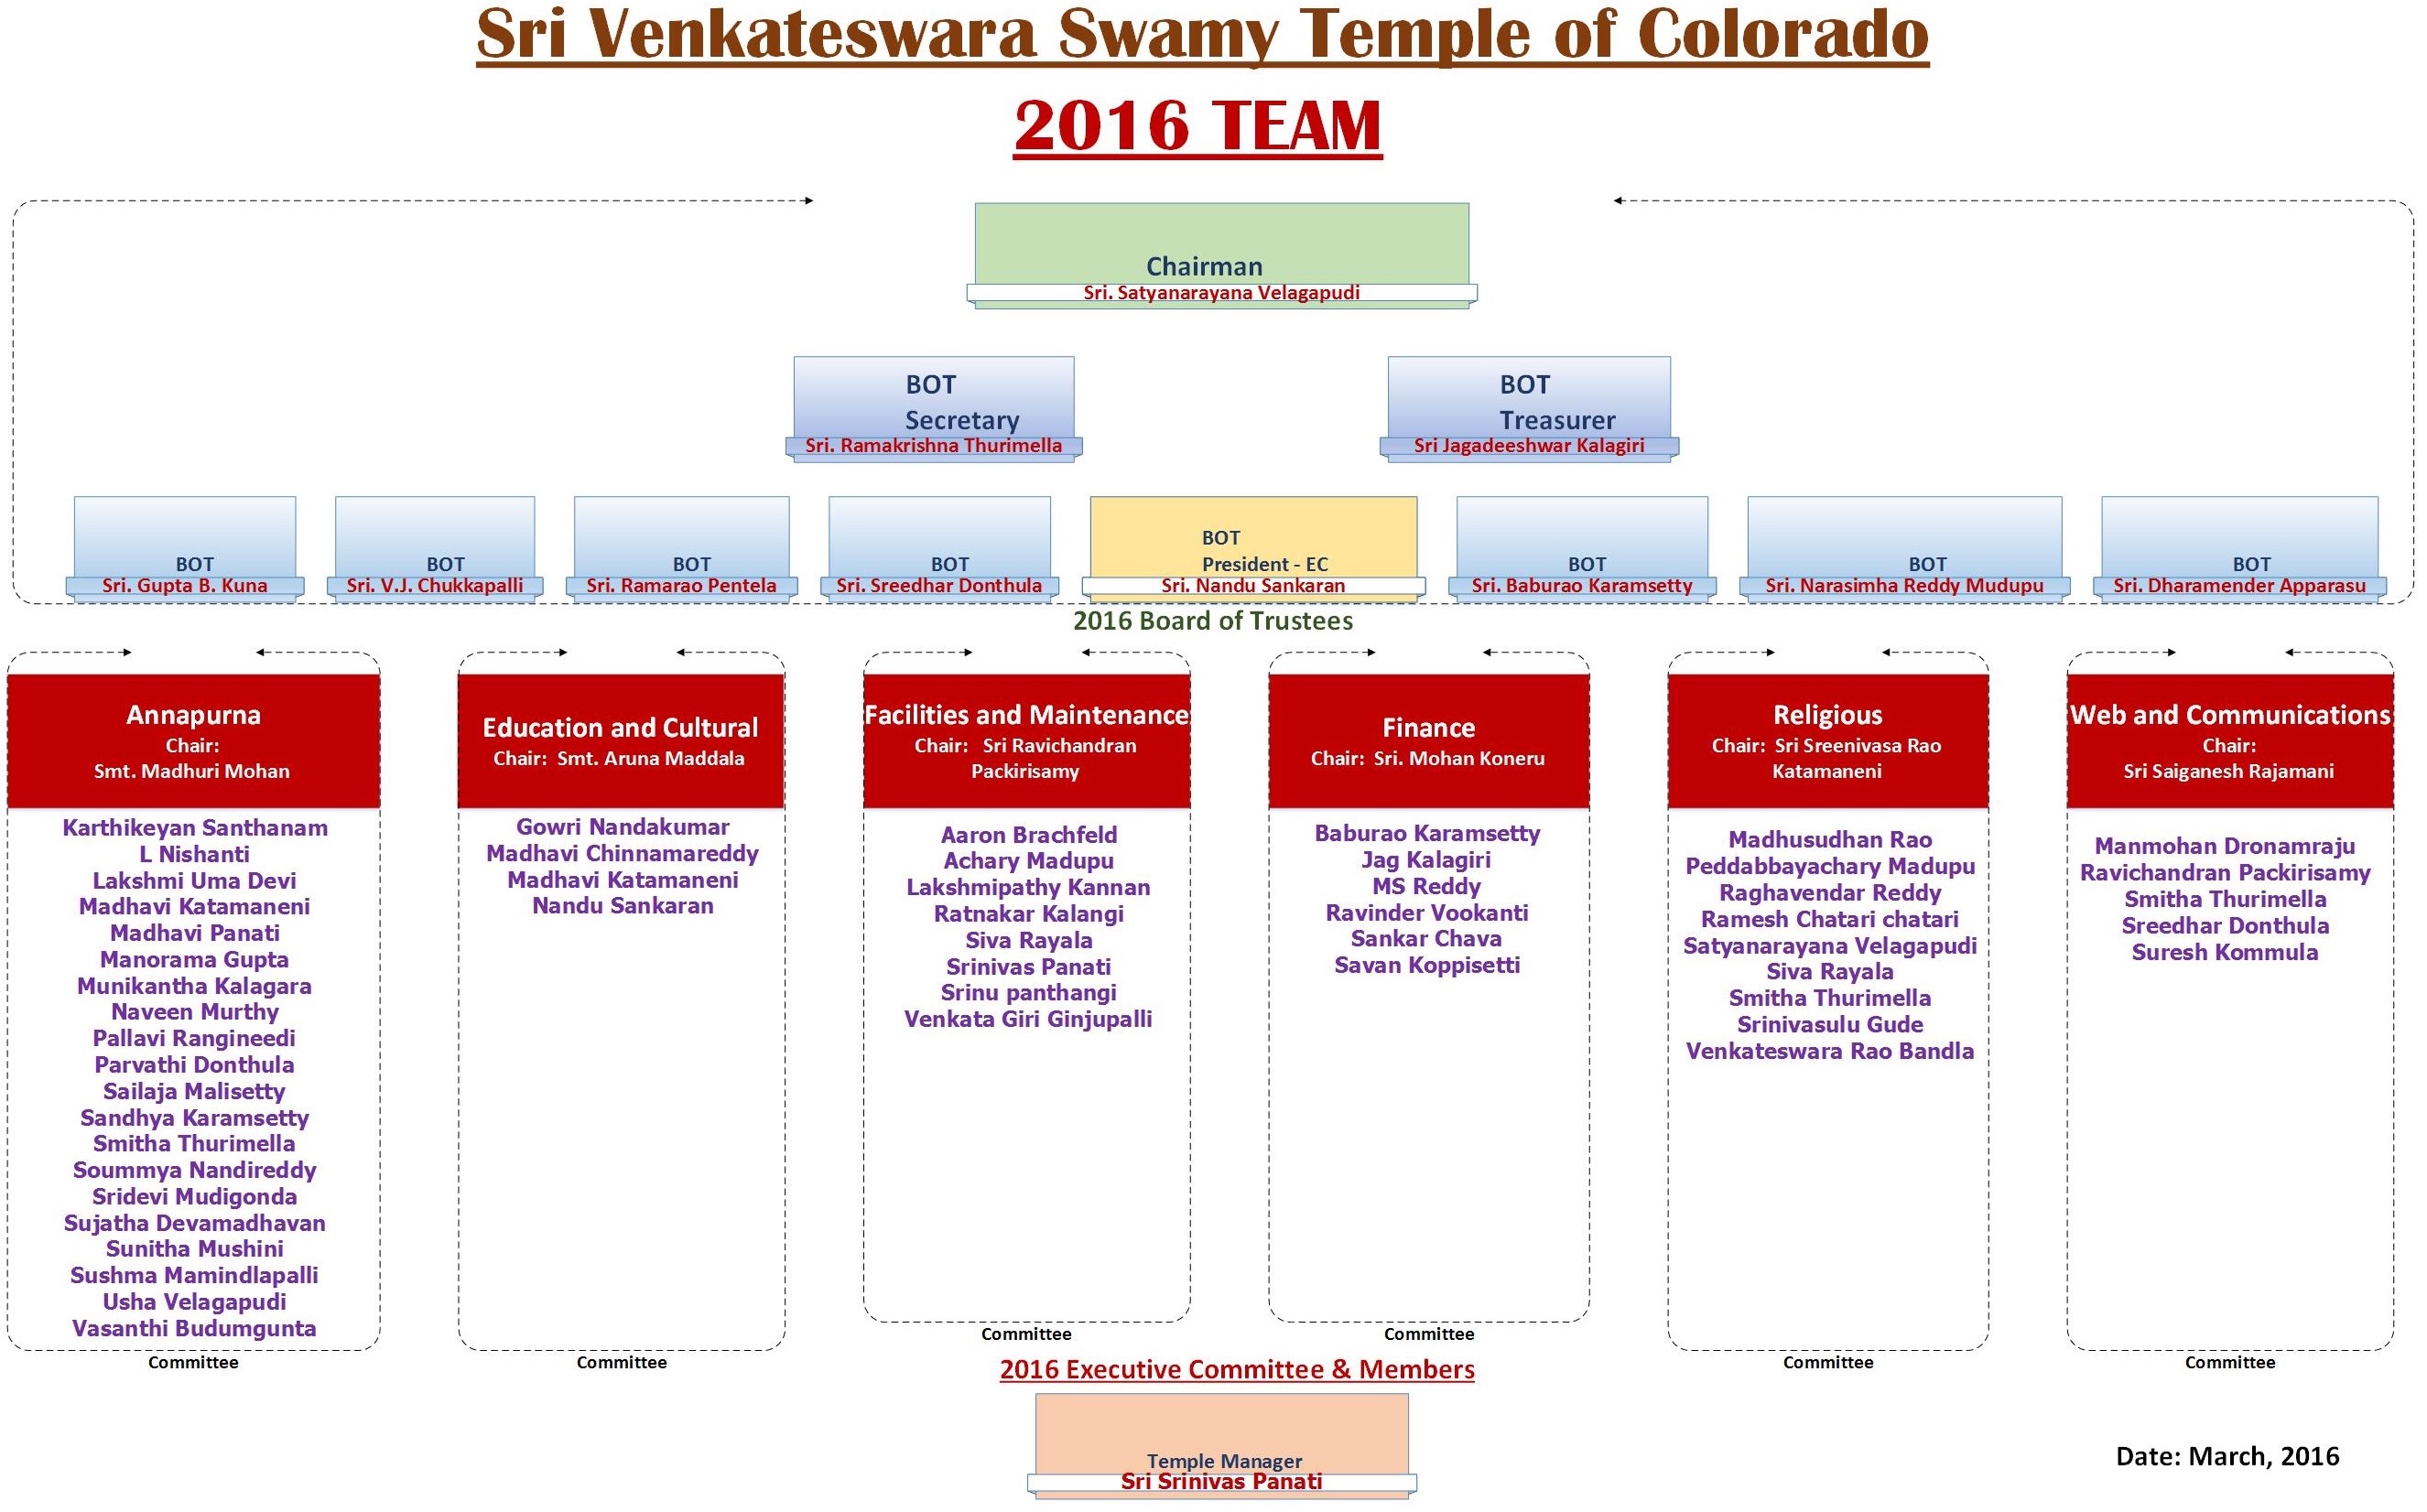 Sri Venkateswara Swamy Temple of Colorado
2016 TEAM
Chairman
Sri. Satyanarayana Velagapudi
BOT
Secretary
Sri. Ramakrishna Thurimella
BOT
Treasurer
Sri Jagadeeshwar Kalagiri
BOT
Sri. Gupta B. Kuna
BOT
Sri. V.J. Chukkapalli
BOT
Sri. Ramarao Pentela
BOT
Sri. Sreedhar Donthula
BOT
President - EC
Sri. Nandu Sankaran
BOT
Sri. Baburao Karamsetty
BOT
Sri. Narasimha Reddy Mudupu
BOT
Sri. Dharamender Apparasu
2016 Board of Trustees
Annapurna
Chair:
Smt. Madhuri Mohan
Karthikeyan Santhanam
L Nishanti
Lakshmi Uma Devi
Madhavi Katamaneni
Madhavi Panati
Manorama Gupta
Munikantha Kalagara
Naveen Murthy
Pallavi Rangineedi
Parvathi Donthula
Sailaja Malisetty
Sandhya Karamsetty
Smitha Thurimella
Soummya Nandireddy
Sridevi Mudigonda
Sujatha Devamadhavan
Sunitha Mushini
Sushma Mamindlapalli
Usha Velagapudi
Vasanthi Budumgunta
Committee
Education and Cultural
Chair:  Smt. Aruna Maddala
Gowri Nandakumar
Madhavi Chinnamareddy
Madhavi Katamaneni
Nandu Sankaran
Committee
Facilities and Maintenance
Chair:   Sri Ravichandran
Packirisamy
Aaron Brachfeld
Achary Madupu
Lakshmipathy Kannan
Ratnakar Kalangi
Siva Rayala
Srinivas Panati
Srinu panthangi
Venkata Giri Ginjupalli
Committee
Finance
Chair:  Sri. Mohan Koneru
Baburao Karamsetty
Jag Kalagiri
MS Reddy
Ravinder Vookanti
Sankar Chava
Savan Koppisetti
Committee
Religious
Chair:  Sri Sreenivasa Rao
Katamaneni
Madhusudhan Rao
Peddabbayachary Madupu
Raghavendar Reddy
Ramesh Chatari chatari
Satyanarayana Velagapudi
Siva Rayala
Smitha Thurimella
Srinivasulu Gude
Venkateswara Rao Bandla
Committee
Web and Communications
Chair:
Sri Saiganesh Rajamani
Manmohan Dronamraju
Ravichandran Packirisamy
Smitha Thurimella
Sreedhar Donthula
Suresh Kommula
Committee
2016 Executive Committee & Members
Temple Manager
Sri Srinivas Panati
Date: March, 2016